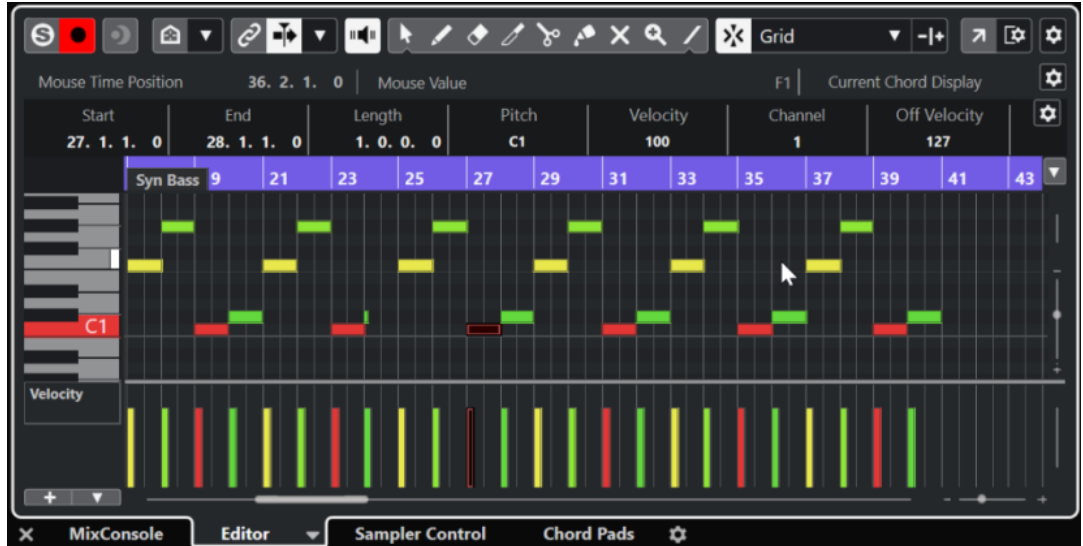 S Grid
Mouse Time Position 36. 2. 1. 0 Mouse Value F1 Current Chord Display
Start End Length Pitch Velocity Channel Off Velocity
27. 1. 1. 0 28. 1. 1. 0 1. 0. 0. 0 C1 100 1 127
Syn Bass 9 21 23 25 27 29 31 33 35 37 39 41 43
C1
Velocity
MixConsole Editor Sampler Control Chord Pads